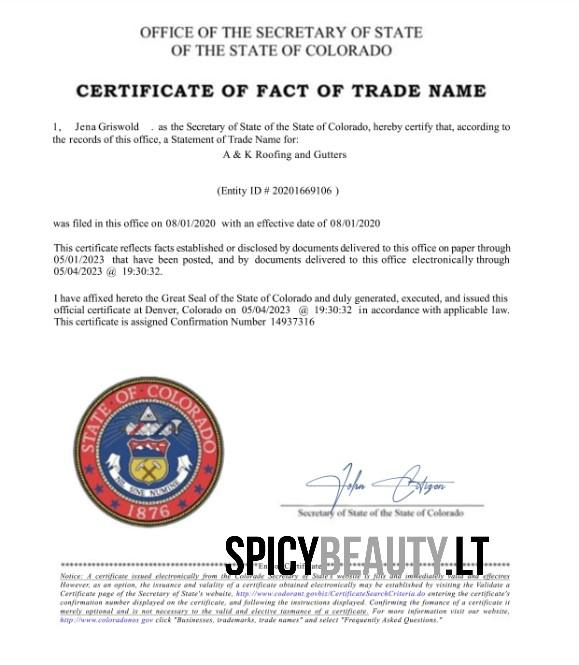 OFFICE OF THE SECRETARY OF STATE
OF THE STATE OF COLORADO
CERTIFICATE OF FACT OF TRADE NAME
1, Jena Griswold . as the Secretary of State of the State of Colorado, hereby certify that, according to
the records of this office, a Statement of Trade Name for:
A & K Roofing and Gutters
(Entity ID # 20201669106 )
was filed in this office on 08/01/2020 with an effective date of 08/01/2020
This certificate reflects facts established or disclosed by documents delivered to this office on paper through
05/01/2023 that have been posted, and by documents delivered to this office electronically through
05/04/2023 @ 19:30:32.
I have affixed hereto the Great Seal of the State of Colorado and duly generated, executed, and issued this
official certificate at Denver, Colorado on 05/04/2023 @ 19:30:32 in accordance with applicable law.
This certificate is assigned Confirmation Number 14937316
STATE OF COLORADO
NIL SINE NUMINE
1876
John Citizen
Secretary of State of the State of Colorado
SPICYBEAUTY.LT
Notice: A certificate issued electronically from the Colorado Secretary of State's website is fills and immediately valid and effectres
However, as an option, the issuance and valality of a certificate obtained electronically may be established by visiting the Validate a
Certificate page of the Secretary of State's website, http://www.codorant.govbiz/CertificateSearchCriteria.do entering the certificate's
confirmation number displayed on the certificate, and following the instructions displayed. Confirming the fomance of a certificate it
merely optional and is not necessary to the valid and effective tasmance of a certificate. For more information visit our website,
http://www.coloradonos gov click "Businesses, trademarks, trade names" and select "Frequently Asked Questions."